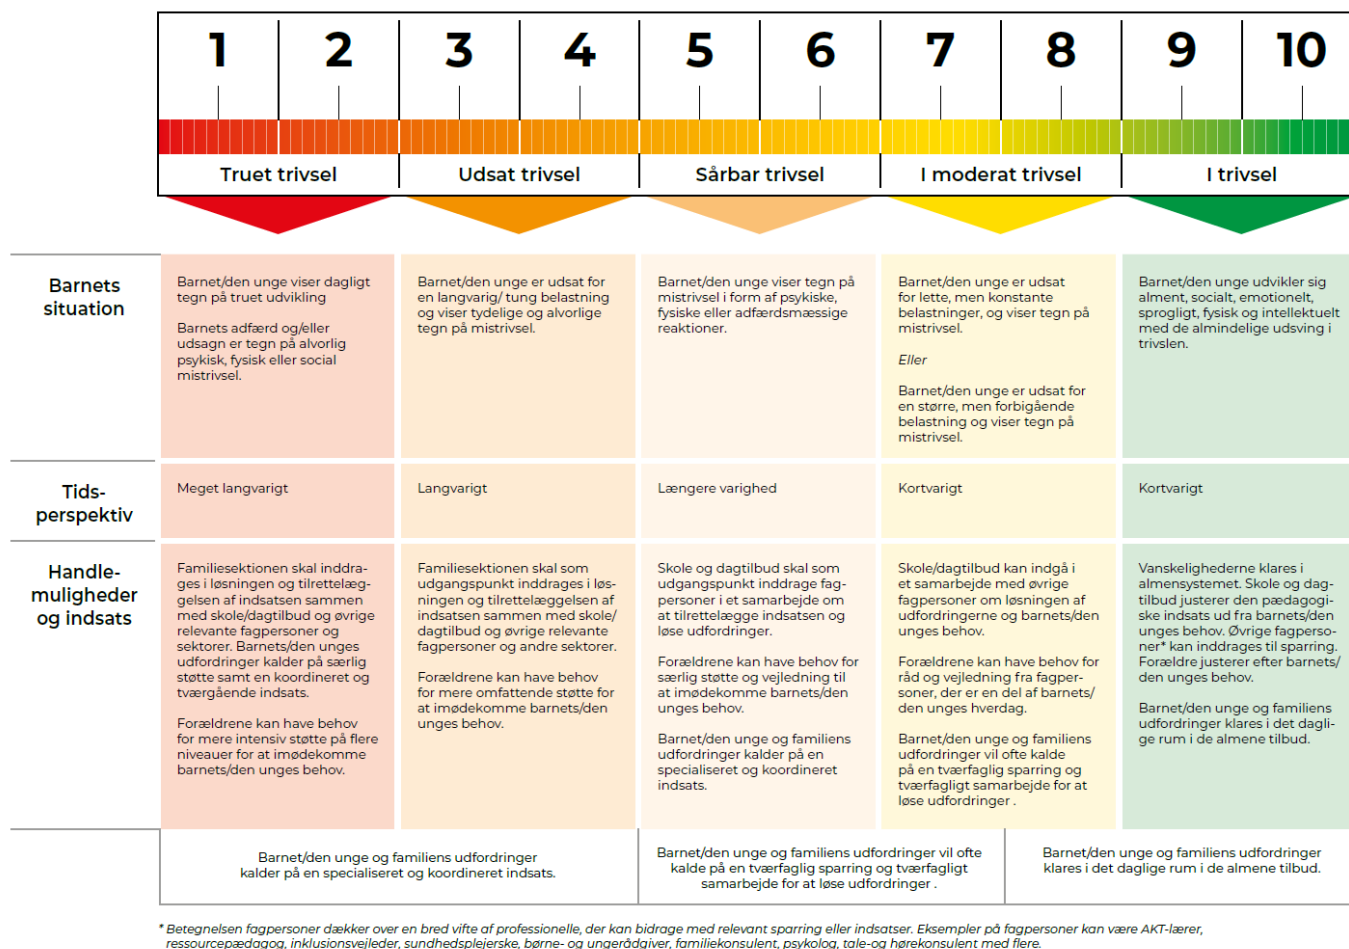 1 2 3 4 5 6 7 8 9 10
Truet trivsel
Udsat trivsel
Sårbar trivsel
I moderat trivsel
I trivsel
Barnets
situation
Barnet/den unge viser dagligt
tegn på truet udvikling
Barnets adfærd og/eller
udsagn er tegn på alvorlig
psykisk, fysisk eller social
mistrivsel.
Barnet/den unge er udsat for
en langvarig/ tung belastning
og viser tydelige og alvorlige
tegn på mistrivsel.
Barnet/den unge viser tegn på
mistrivsel i form af psykiske,
fysiske eller adfærdsmæssige
reaktioner.
Barnet/den unge er udsat
for lette, men konstante
belastninger, og viser tegn på
mistrivsel.
Eller
Barnet/den unge er udsat for
en større, men forbigående
belastning og viser tegn på
mistrivsel.
Barnet/den unge udvikler sig
alment, socialt, emotionelt,
sprogligt, fysisk og intellektuelt
med de almindelige udsving i
trivslen.
Tids-
perspektiv
Meget langvarigt
Langvarigt
Længere varighed
Kortvarigt
Kortvarigt
Handle-
muligheder
og indsats
Familiesektionen skal inddra-
ges i løsningen og tilrettelæg-
gelsen af indsatsen sammen
med skole/dagtilbud og øvrige
relevante fagpersoner og
sektorer. Barnets/den unges
udfordringer kalder på særlig
støtte samt en koordineret og
tværgående indsats.
Forældrene kan have behov
for mere intensiv støtte på flere
niveauer for at imødekomme
barnets/den unges behov.
Familiesektionen skal som
udgangspunkt inddrages i løs-
ningen og tilrettelæggelsen af
indsatsen sammen med skole/
dagtilbud og øvrige relevante
fagpersoner og andre sektorer.
Forældrene kan have behov
for mere omfattende støtte for
at imødekomme barnets/den
unges behov.
Skole og dagtilbud skal som
udgangspunkt inddrage fag-
personer i et samarbejde om
at tilrettelægge indsatsen og
løse udfordringer.
Forældrene kan have behov for
særlig støtte og vejledning til
at imødekomme barnets/den
unges behov.
Barnet/den unge og familiens
udfordringer kalder på en
specialiseret og koordineret
indsats.
Skole/dagtilbud kan indgå i
et samarbejde med øvrige
fagpersoner om løsningen af
udfordringerne og barnets/den
unges behov.
Forældrene kan have behov for
råd og vejledning fra fagper-
soner, der er en del af barnets/
den unges hverdag.
Barnet/den unge og familiens
udfordringer vil ofte kalde
på en tværfaglig sparring og
tværfagligt samarbejde for at
løse udfordringer .
Vanskelighederne klares i
almensystemet. Skole og dag-
tilbud justerer den pædagogi-
ske indsats ud fra barnets/den
unges behov. Øvrige fagperso-
ner* kan inddrages til sparring.
Forældre justerer efter barnets/
den unges behov.
Barnet/den unge og familiens
udfordringer klares i det dagli-
ge rum i de almene tilbud.
Barnet/den unge og familiens udfordringer
kalder på en specialiseret og koordineret indsats.
Barnet/den unge og familiens udfordringer vil ofte
kalde på en tværfaglig sparring og tværfagligt
samarbejde for at løse udfordringer .
Barnet/den unge og familiens udfordringer
klares i det daglige rum i de almene tilbud.
* Betegnelsen fagpersoner dækker over en bred vifte af professionelle, der kan bidrage med relevant sparring eller indsatser. Eksempler på fagpersoner kan være AKT-lærer,
ressourcepædagog, inklusionsvejleder, sundhedsplejerske, børne- og ungerådgiver, familiekonsulent, psykolog, tale-og hørekonsulent med flere.